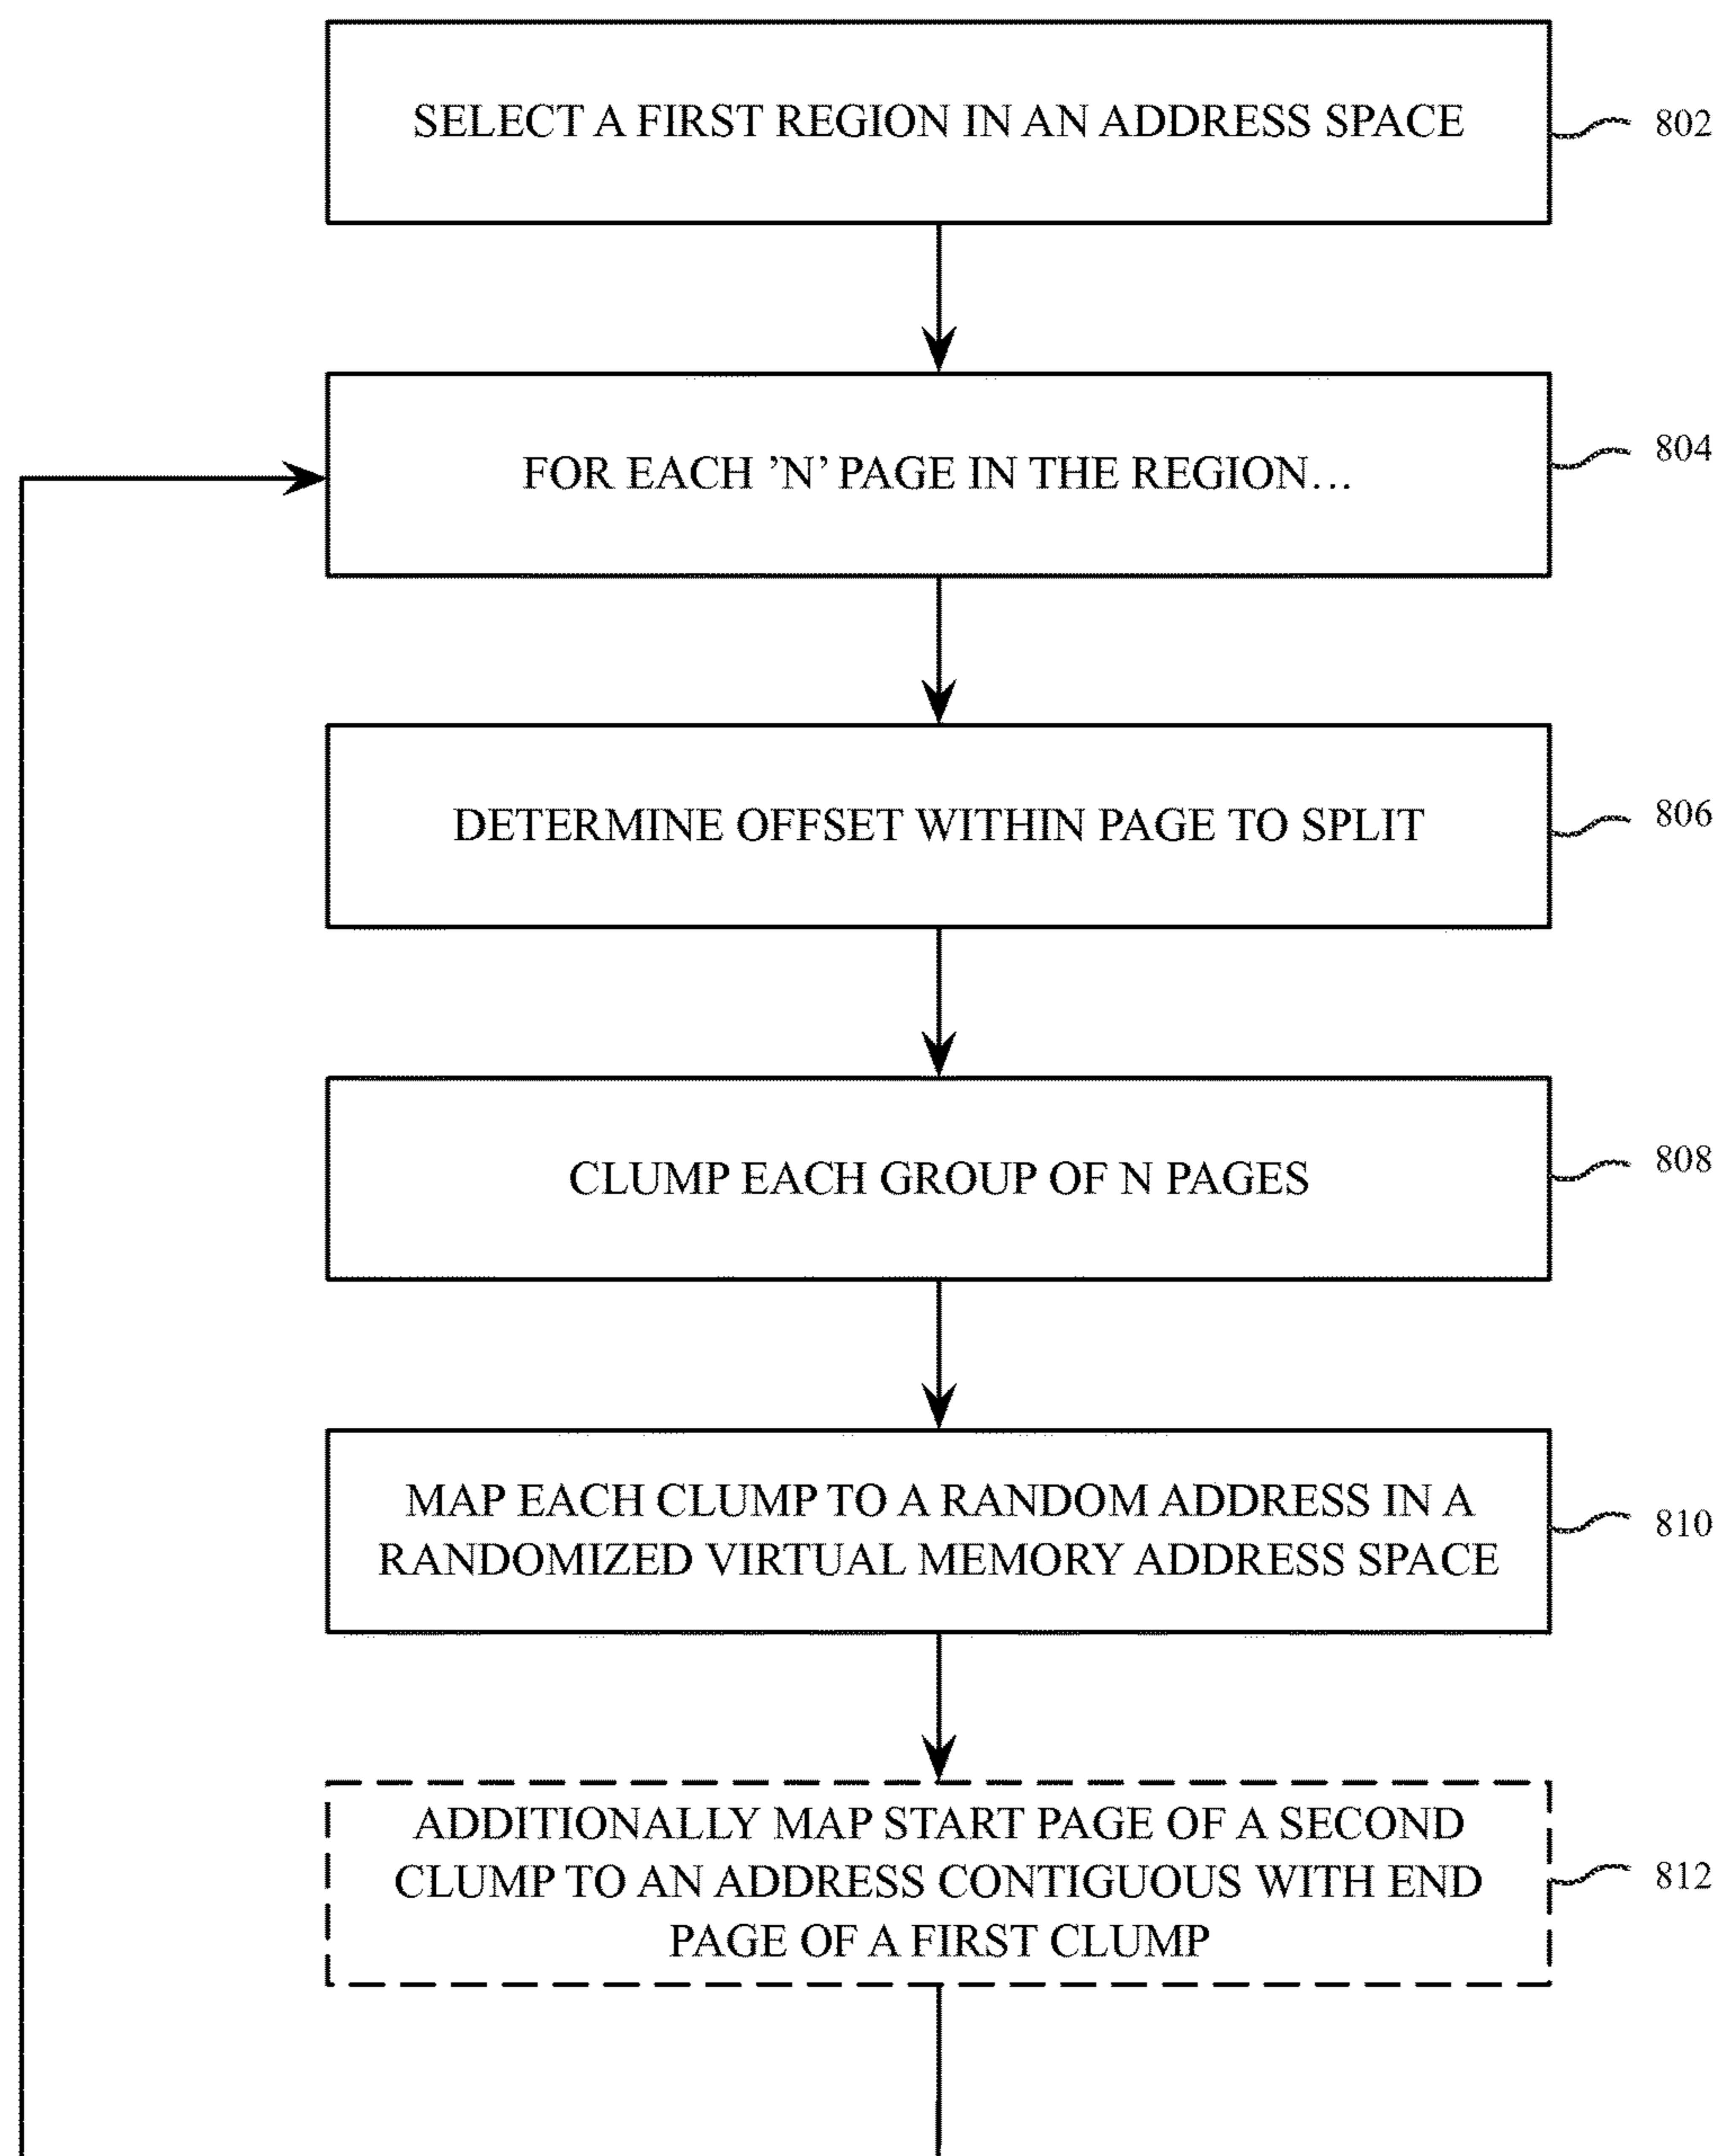 SELECT A FIRST REGION IN AN ADDRESS SPACE
802
FOR EACH ’N’ PAGE IN THE REGION…
804
DETERMINE OFFSET WITHIN PAGE TO SPLIT
806
CLUMP EACH GROUP OF N PAGES
808
MAP EACH CLUMP TO A RANDOM ADDRESS IN A
RANDOMIZED VIRTUAL MEMORY ADDRESS SPACE
810
ADDITIONALLY MAP START PAGE OF A SECOND
CLUMP TO AN ADDRESS CONTIGUOUS WITH END
PAGE OF A FIRST CLUMP
812